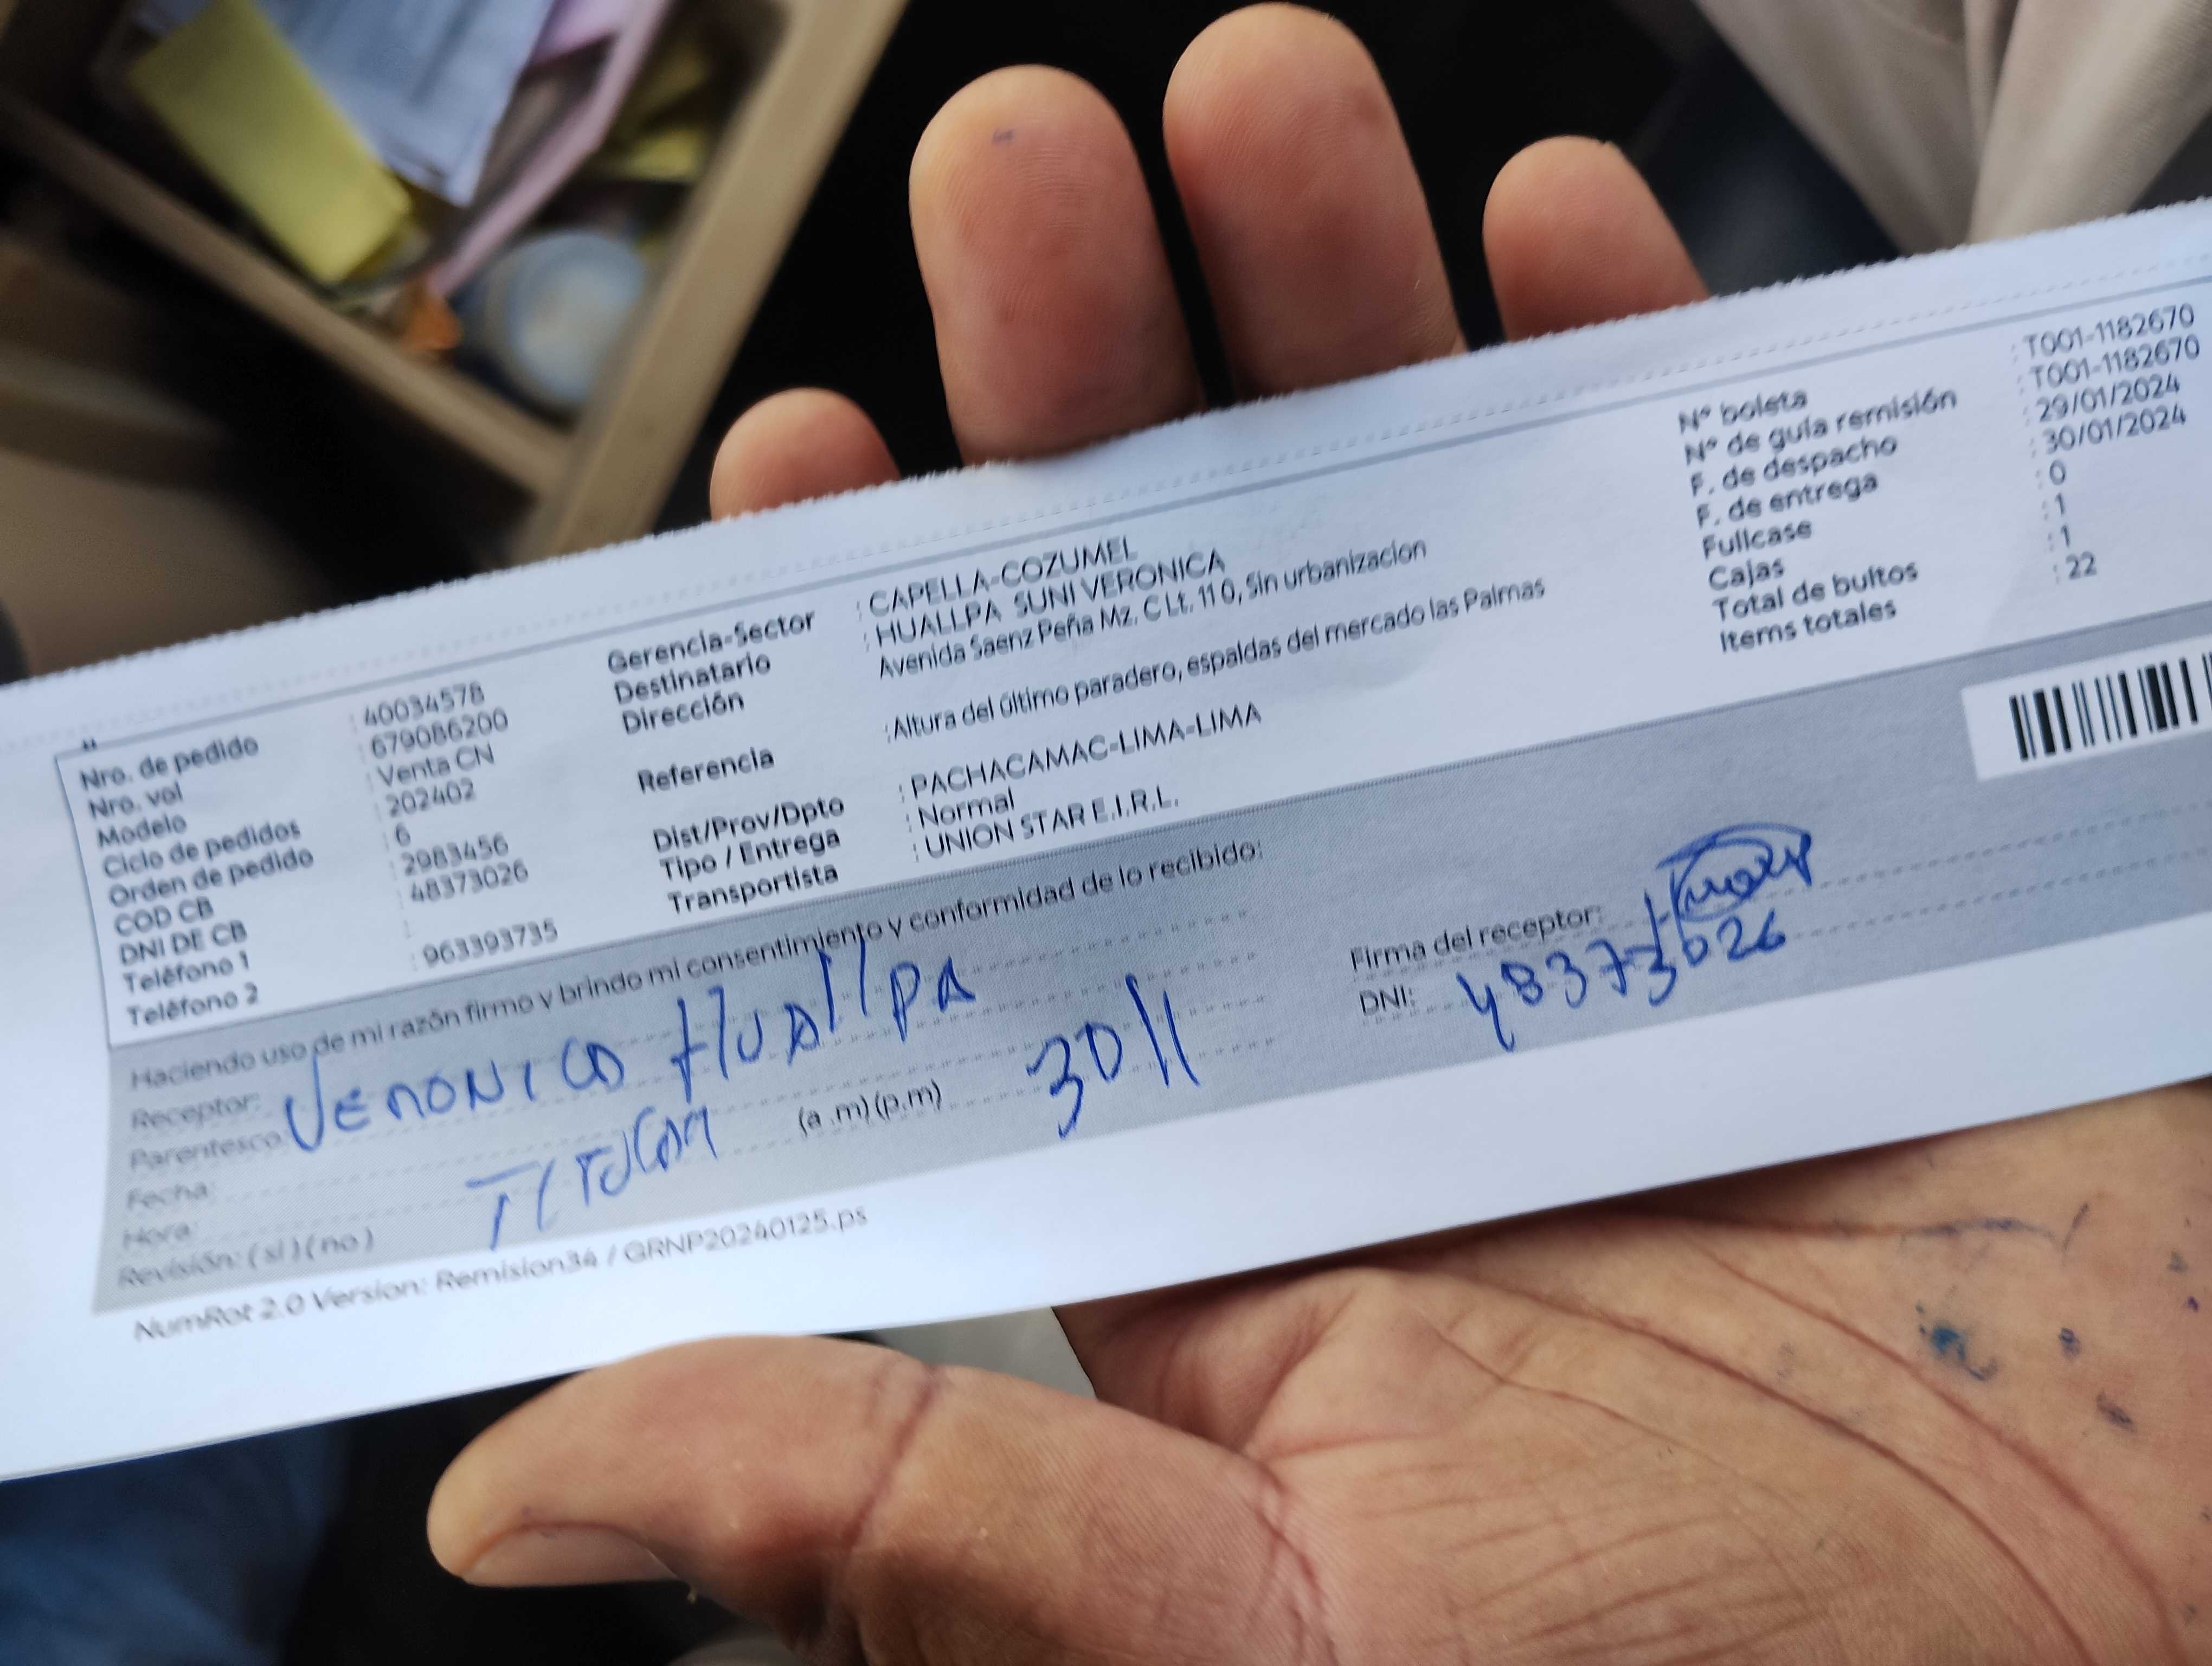 Nro. de pedido : 40034578
Nro. vol : 679086200
Modelo : Venta CN
Ciclo de pedidos : 202402
Orden de pedido : 6
COD CB : 2983456
DNI DE CB : 48373026
Teléfono 1 :
Teléfono 2 : 963393735
Gerencia-Sector : CAPELLA-COZUMEL
Destinatario : HUALLPA SUNI VERONICA
Dirección Avenida Saenz Peña Mz. C Lt. 11 0, Sin urbanizacion
Referencia : Altura del último paradero, espaldas del mercado las Palmas
Dist/Prov/Dpto : PACHACAMAC-LIMA-LIMA
Tipo / Entrega : Normal
Transportista : UNION STAR E.I.R.L.
N° boleta : T001-1182670
N° de guía remisión : T001-1182670
F. de despacho : 29/01/2024
F. de entrega : 30/01/2024
Fullcase : 0
Cajas : 1
Total de bultos : 1
Items totales : 22
Haciendo uso de mi razón firmo y brindo mi consentimiento y conformidad de lo recibido:
Receptor: VERONICA HUALLPA
Parentesco:
Fecha:
Hora: (a .m) (p.m) 30 11
Revisión: ( si ) ( no )
Firma del receptor:
DNI: 48373026
NumRot 2.0 Version: Remision34 / GRNP20240125.ps